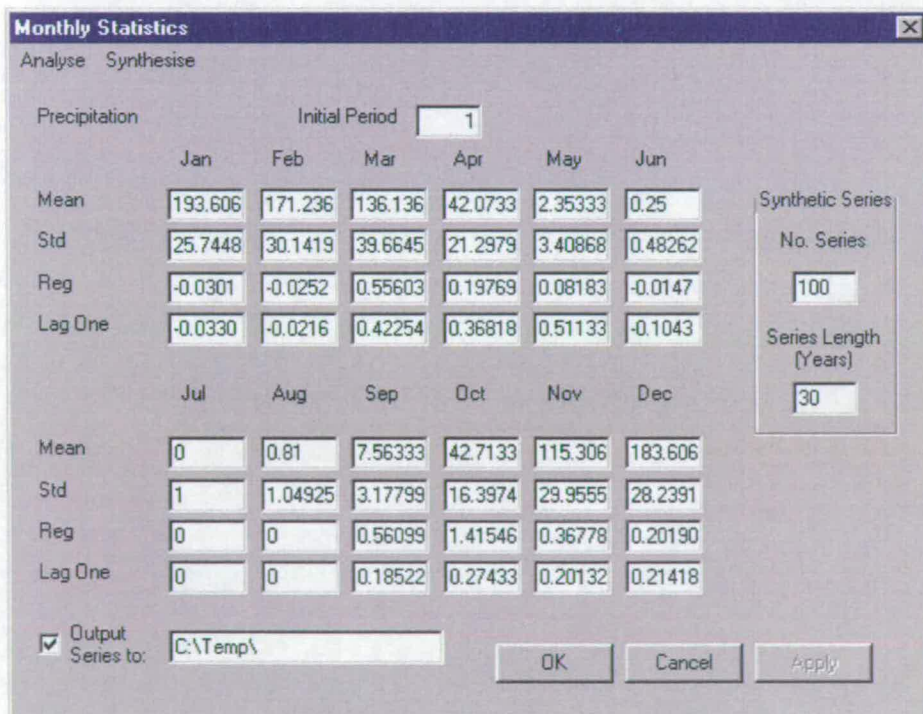 Monthly Statistics
Analyse Synthesise
Precipitation Initial Period 1
Jan Feb Mar Apr May Jun
Mean 193.606 171.236 136.136 42.0733 2.35333 0.25
Std 25.7448 30.1419 39.6645 21.2979 3.40868 0.48262
Reg -0.0301 -0.0252 0.55603 0.19769 0.08183 -0.0147
Lag One -0.0330 -0.0216 0.42254 0.36818 0.51133 -0.1043
Synthetic Series
No. Series
100
Series Length
(Years)
30
Jul Aug Sep Oct Nov Dec
Mean 0 0.81 7.56333 42.7133 115.306 183.606
Std 1 1.04925 3.17799 16.3974 29.9555 28.2391
Reg 0 0 0.56099 1.41546 0.36778 0.20190
Lag One 0 0 0.18522 0.27433 0.20132 0.21418
Output
Series to: C:\Temp\
OK Cancel Apply